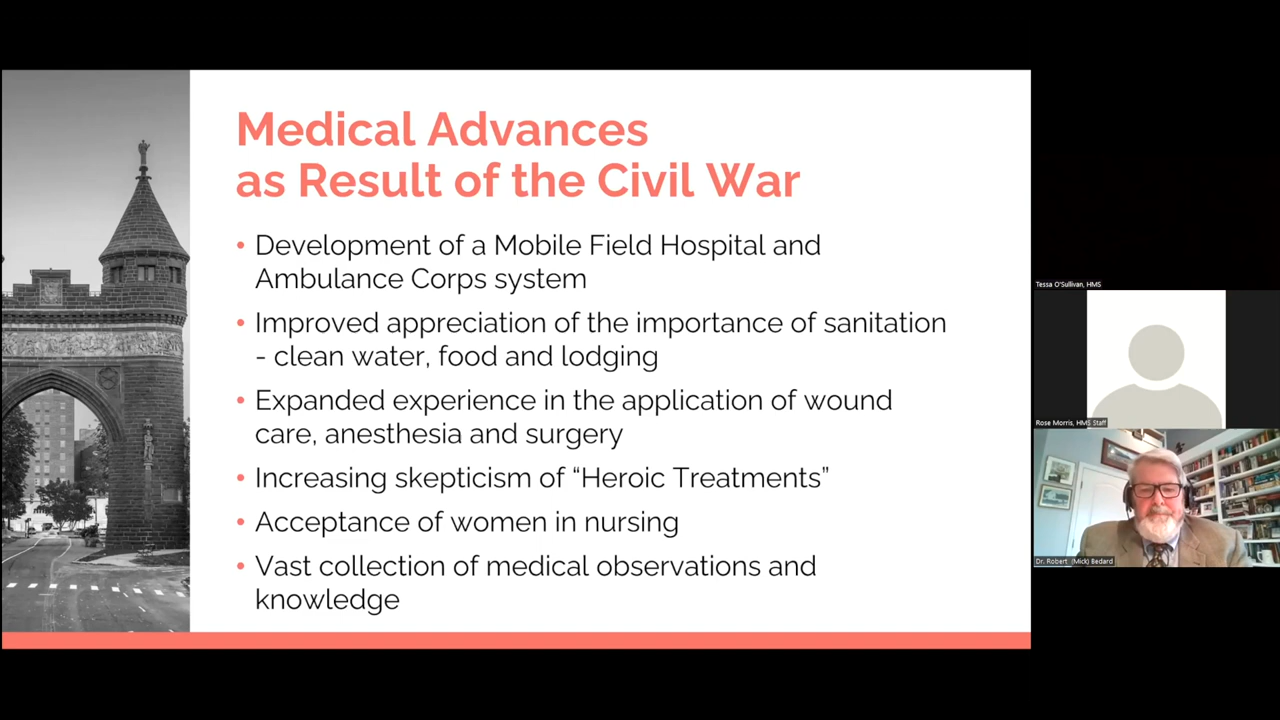 Medical Advances
as Result of the Civil War
• Development of a Mobile Field Hospital and
Ambulance Corps system
• Improved appreciation of the importance of sanitation
- clean water, food and lodging
• Expanded experience in the application of wound
care, anesthesia and surgery
• Increasing skepticism of “Heroic Treatments”
• Acceptance of women in nursing
• Vast collection of medical observations and
knowledge
Tessa O'Sullivan, HMS
Rose Morris, HMS Staff
Dr. Robert (Mick) Bedard